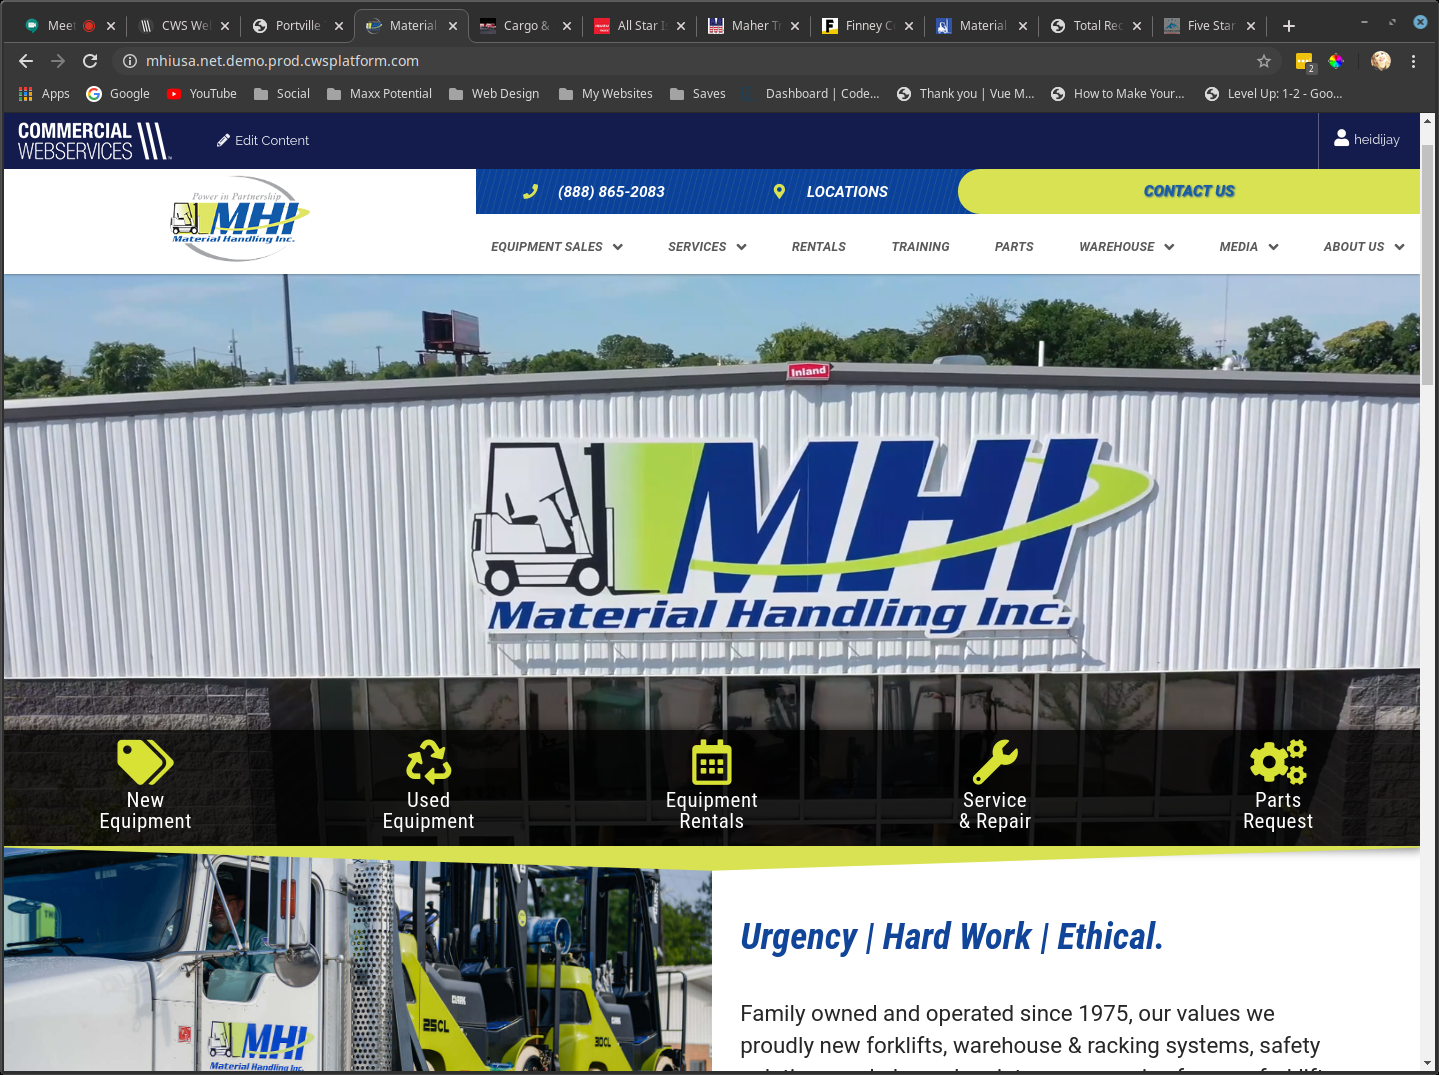 Meet
CWS Wel
Portville
Material
Cargo &
All Star I
Maher Tr
Finney C
Material
Total Rec
Five Star
mhiusa.net.demo.prod.cwsplatform.com
2
Apps
Google
YouTube
Social
Maxx Potential
Web Design
My Websites
Saves
Dashboard | Code...
Thank you | Vue M...
How to Make Your...
Level Up: 1-2 - Goo...
COMMERCIAL
WEBSERVICES
Edit Content
heidijay
Power in Partnership
MHI
Material Handling Inc.
(888) 865-2083
LOCATIONS
CONTACT US
EQUIPMENT SALES
SERVICES
RENTALS
TRAINING
PARTS
WAREHOUSE
MEDIA
ABOUT US
Inland
MHI
Material Handling Inc.
New
Equipment
Used
Equipment
Equipment
Rentals
Service
& Repair
Parts
Request
CLARK
25CL
CLARK
30CL
MHI
Material Handling Inc.
Urgency | Hard Work | Ethical.
Family owned and operated since 1975, our values we
proudly new forklifts, warehouse & racking systems, safety